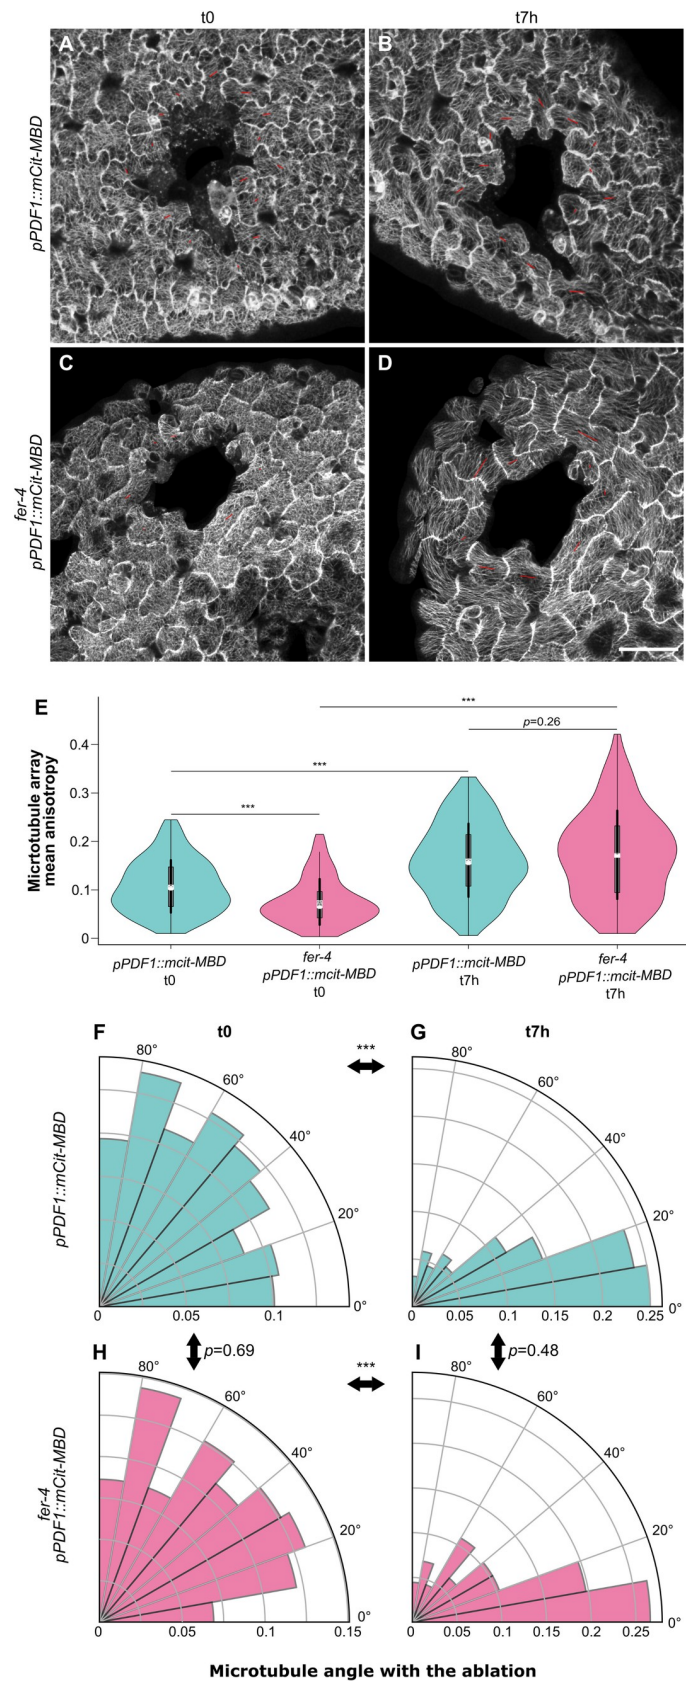 t0
t7h
A
B
pPDF1::mCit-MBD
C
D
fer-4
pPDF1::mCit-MBD
E
***
p=0.26
***
***
Micrtotubule array
mean anisotropy
0.4
0.3
0.2
0.1
0
pPDF1::mcit-MBD
t0
fer-4
pPDF1::mcit-MBD
t0
pPDF1::mcit-MBD
t7h
fer-4
pPDF1::mcit-MBD
t7h
F
t0
***
G
t7h
pPDF1::mCit-MBD
80°
60°
40°
20°
0°
0
0.05
0.1
80°
60°
40°
20°
0°
0
0.05
0.1
0.15
0.2
0.25
p=0.69
p=0.48
H
***
I
fer-4
pPDF1::mCit-MBD
80°
60°
40°
20°
0°
0
0.05
0.1
0.15
80°
60°
40°
20°
0°
0
0.05
0.1
0.15
0.2
0.25
Microtubule angle with the ablation